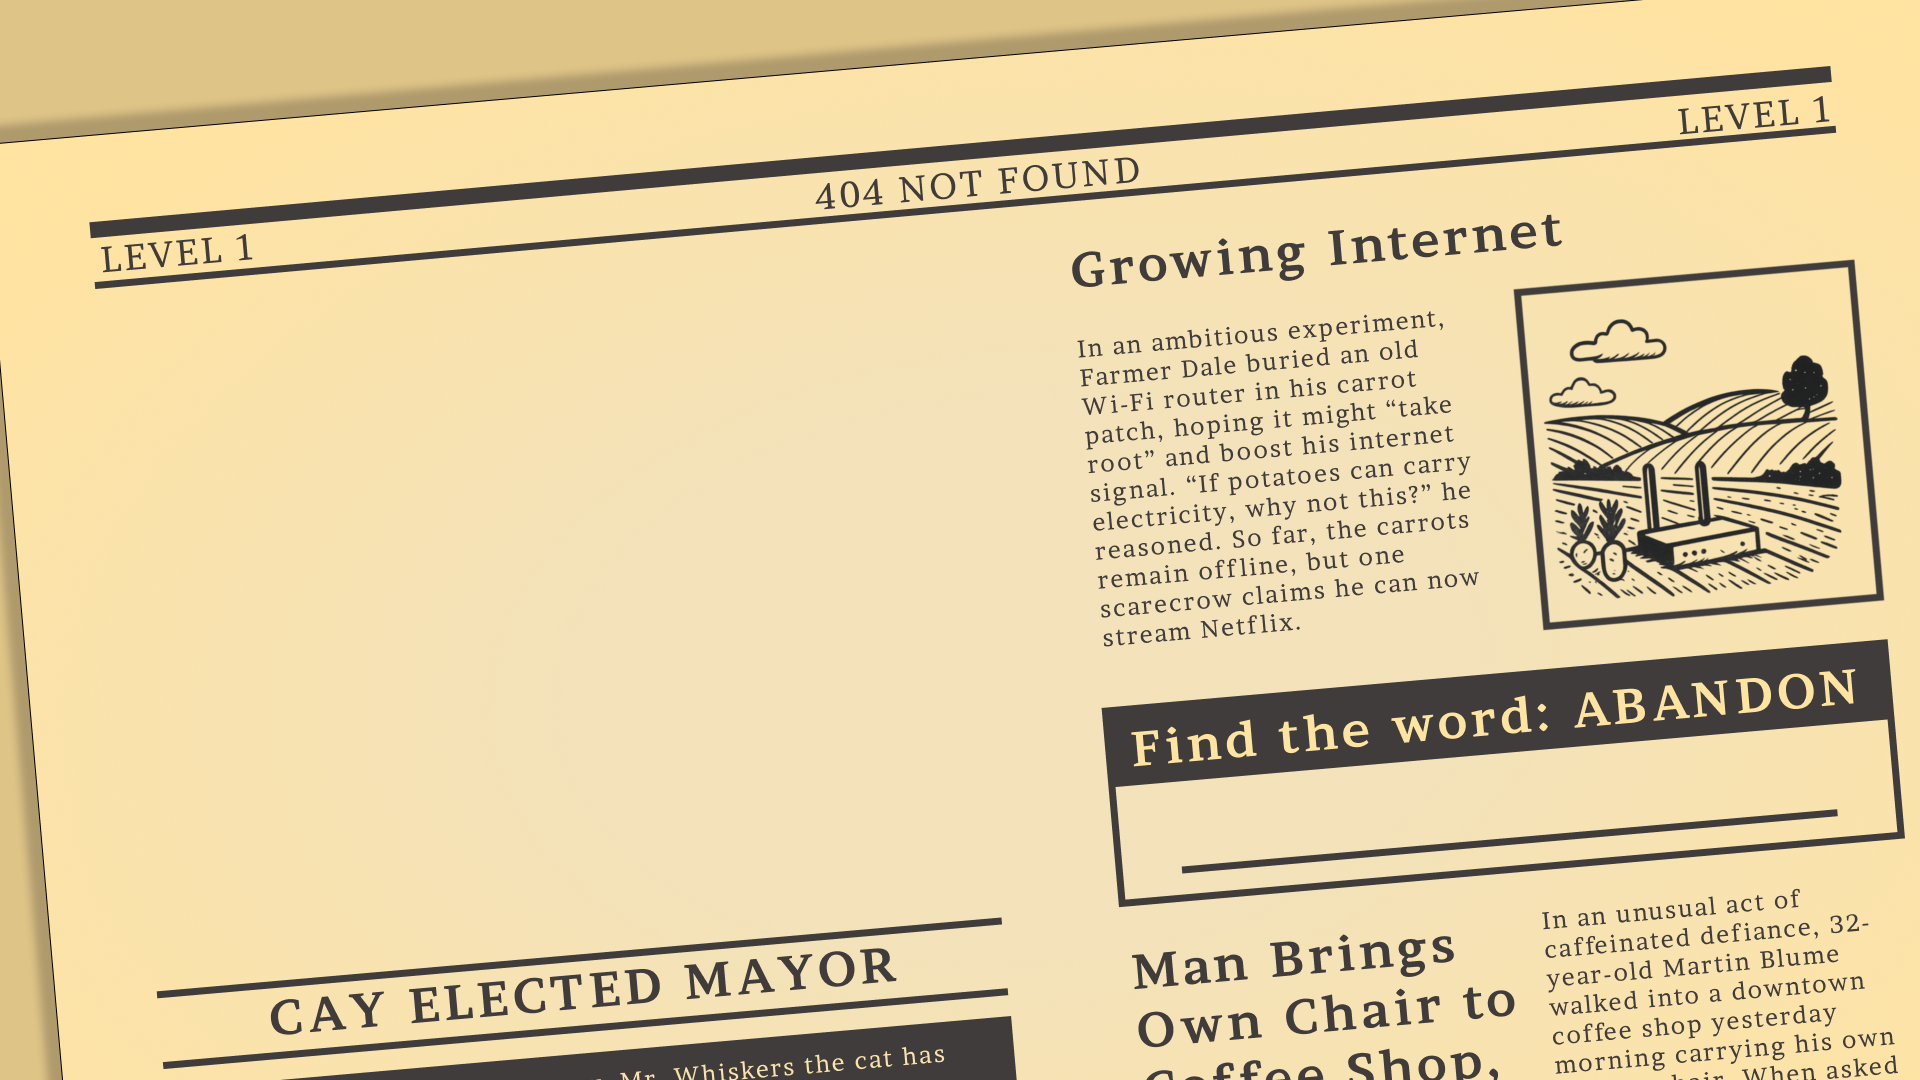 LEVEL 1
404 NOT FOUND
LEVEL 1
Growing Internet
In an ambitious experiment,
Farmer Dale buried an old
Wi-Fi router in his carrot
patch, hoping it might “take
root” and boost his internet
signal. “If potatoes can carry
electricity, why not this?” he
reasoned. So far, the carrots
remain offline, but one
scarecrow claims he can now
stream Netflix.
Find the word: ABANDON
CAY ELECTED MAYOR
Mr. Whiskers the cat has
Man Brings
Own Chair to
Coffee Shop,
In an unusual act of
caffeinated defiance, 32-
year-old Martin Blume
walked into a downtown
coffee shop yesterday
morning carrying his own
chair. When asked